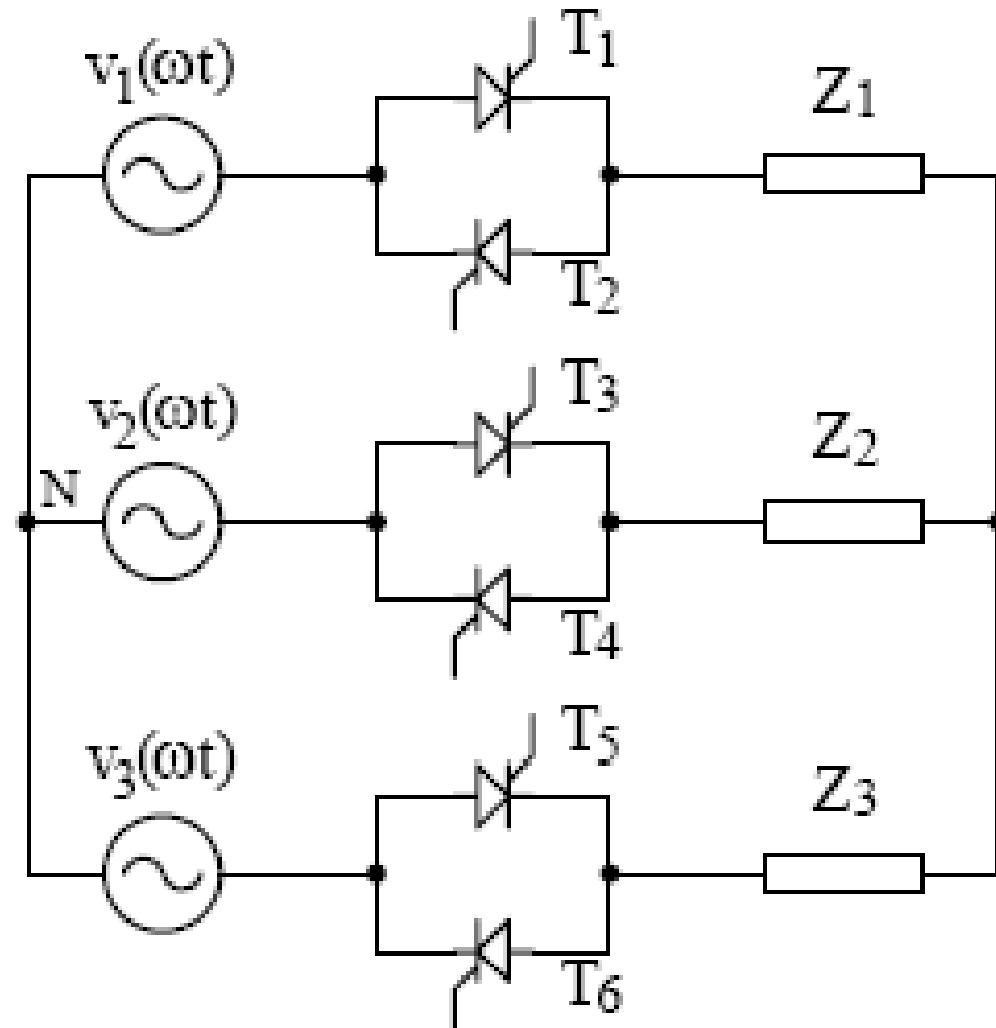 T₁
v₁(ωt)
Z₁
T₂
T₃
v₂(ωt)
Z₂
N
T₄
T₅
v₃(ωt)
Z₃
T₆